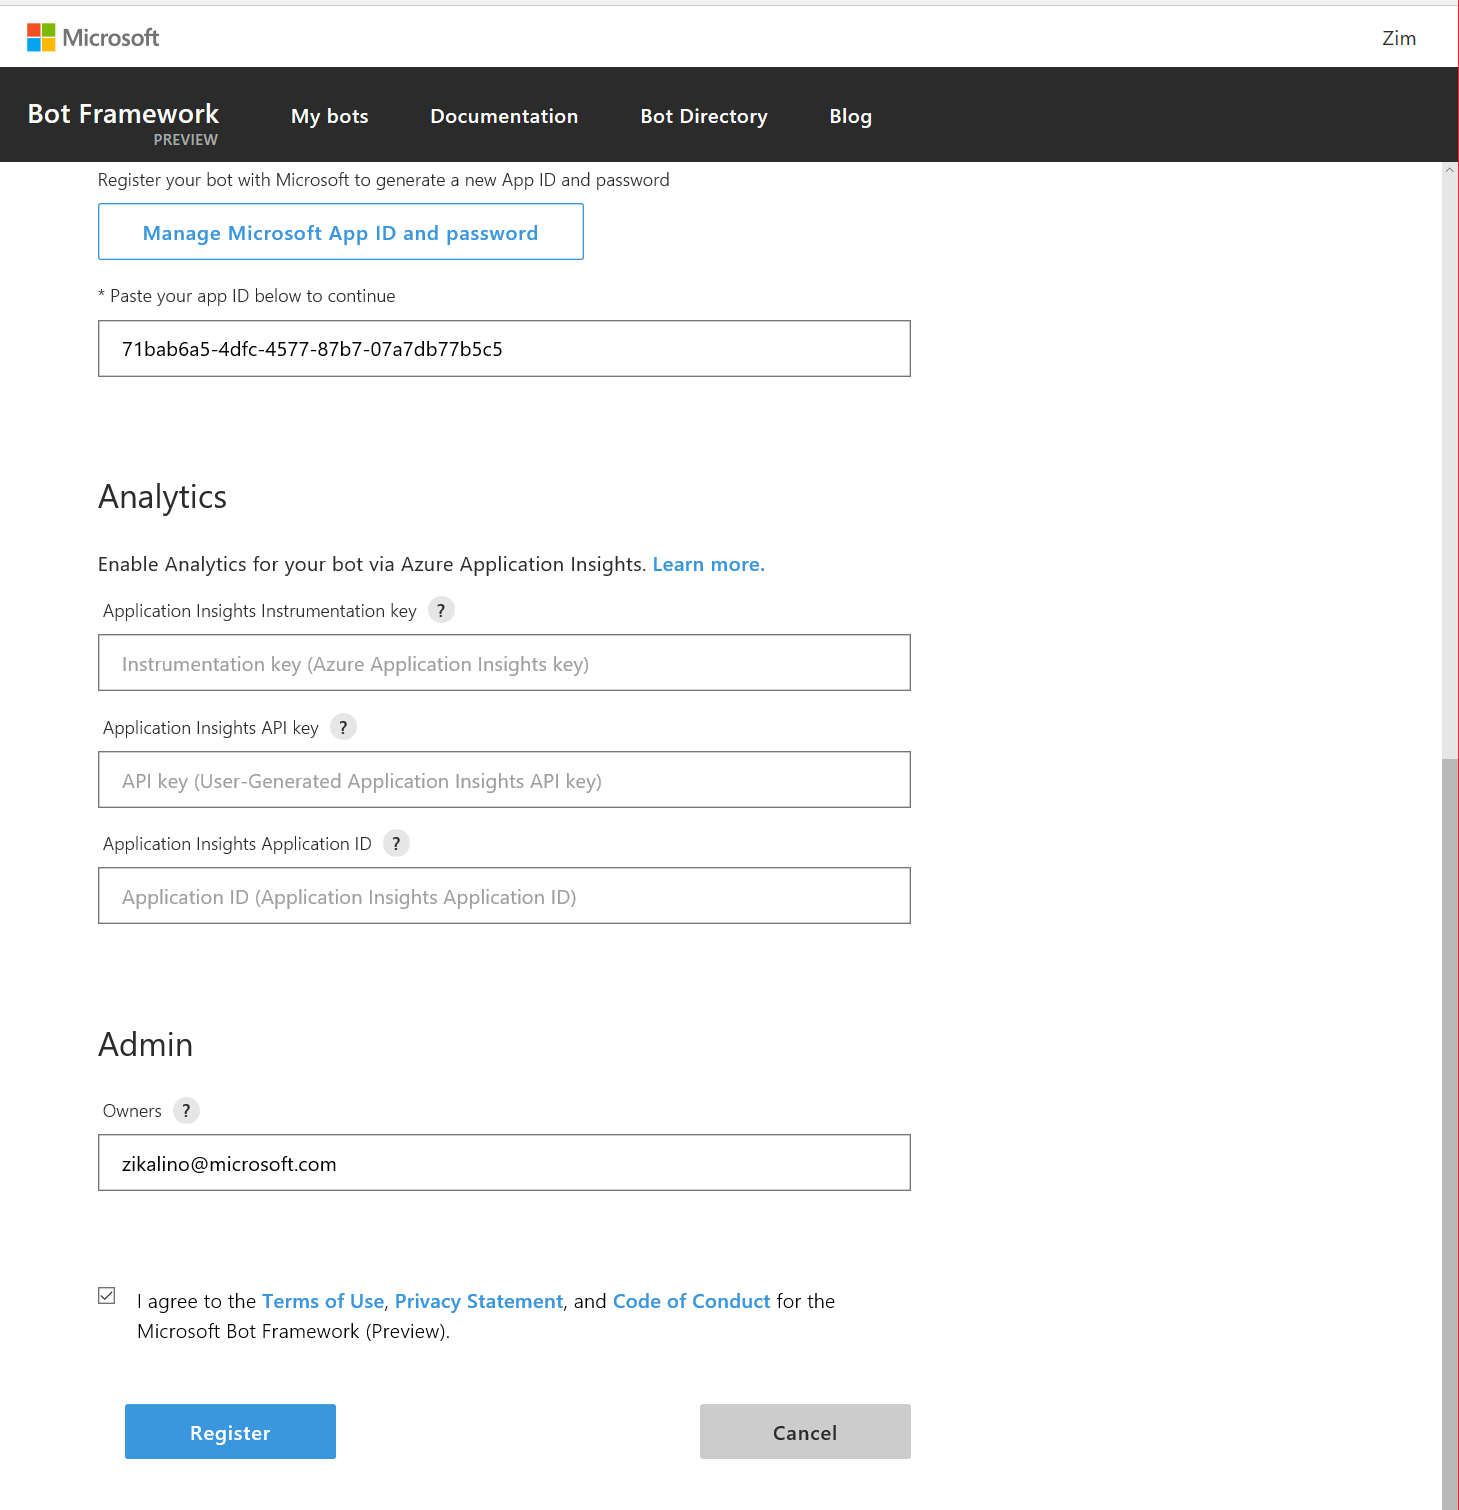 Microsoft
Zim
Bot Framework
PREVIEW
My bots
Documentation
Bot Directory
Blog
Register your bot with Microsoft to generate a new App ID and password
Manage Microsoft App ID and password
* Paste your app ID below to continue
71bab6a5-4dfc-4577-87b7-07a7db77b5c5
Analytics
Enable Analytics for your bot via Azure Application Insights. Learn more.
Application Insights Instrumentation key ?
Instrumentation key (Azure Application Insights key)
Application Insights API key ?
API key (User-Generated Application Insights API key)
Application Insights Application ID ?
Application ID (Application Insights Application ID)
Admin
Owners ?
zikalino@microsoft.com
I agree to the Terms of Use, Privacy Statement, and Code of Conduct for the
Microsoft Bot Framework (Preview).
Register
Cancel